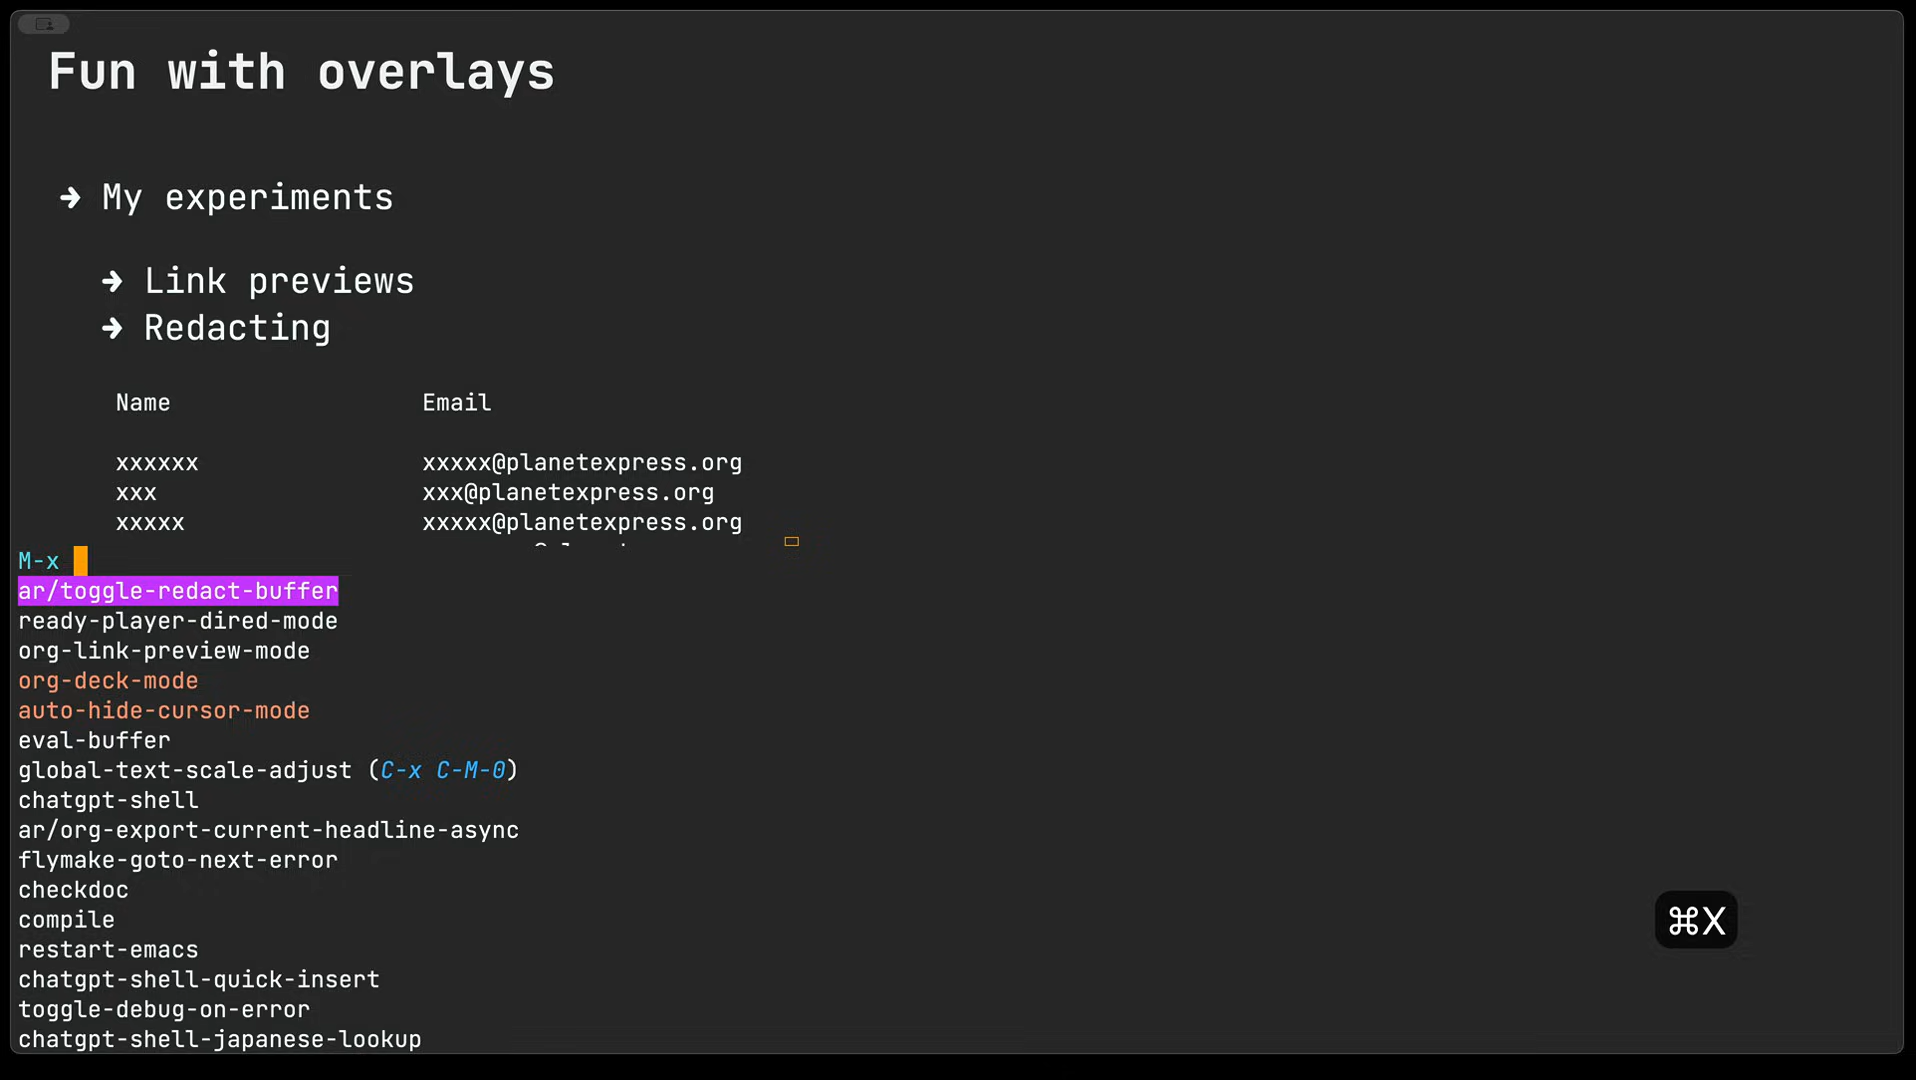 Fun with overlays
→ My experiments
→ Link previews
→ Redacting
Name Email
xxxxxx xxxxx@planetexpress.org
xxx xxx@planetexpress.org
xxxxx xxxxx@planetexpress.org
M-x
ar/toggle-redact-buffer
ready-player-dired-mode
org-link-preview-mode
org-deck-mode
auto-hide-cursor-mode
eval-buffer
global-text-scale-adjust (C-x C-M-0)
chatgpt-shell
ar/org-export-current-headline-async
flymake-goto-next-error
checkdoc
compile
restart-emacs
chatgpt-shell-quick-insert
toggle-debug-on-error
chatgpt-shell-japanese-lookup
⌘X